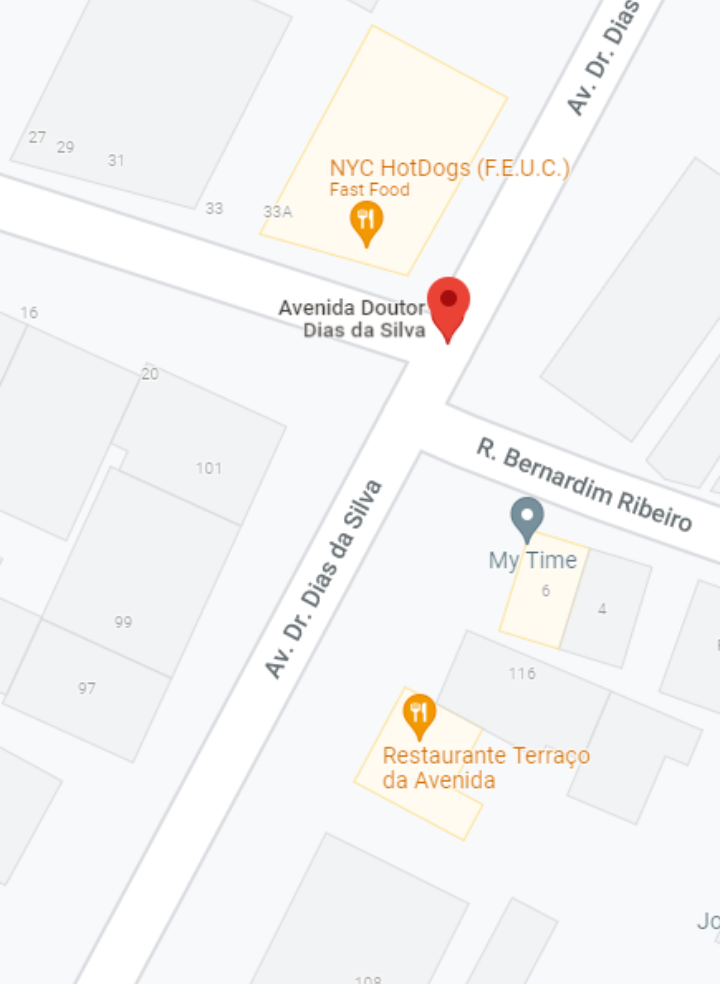 Av. Dr. Dias
27
29
31
NYC HotDogs (F.E.U.C.)
Fast Food
33
33A
Avenida Doutor
Dias da Silva
16
20
101
R. Bernardim Ribeiro
Av. Dr. Dias da Silva
My Time
6
4
99
116
97
Restaurante Terraço
da Avenida
Jo
108